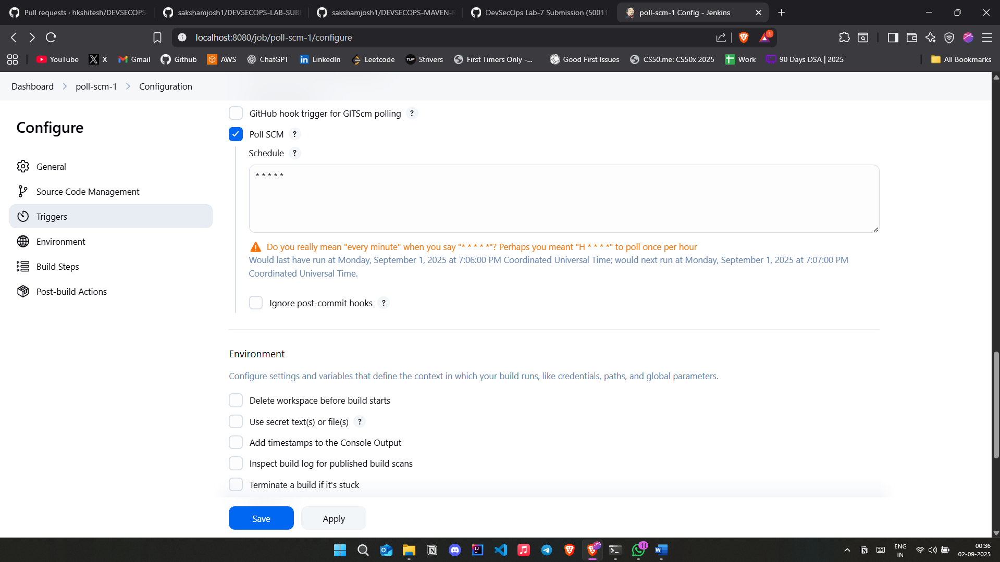 Pull requests · hkshitesh/DEVSECOPS-
sakshamjosh1/DEVSECOPS-LAB-SUB
sakshamjosh1/DEVSECOPS-MAVEN-
DevSecOps Lab-7 Submission (50011
poll-scm-1 Config - Jenkins
localhost:8080/job/poll-scm-1/configure
1
YouTube
X
Gmail
Github
AWS
ChatGPT
LinkedIn
Leetcode
Strivers
First Timers Only -...
Good First Issues
CS50.me: CS50x 2025
Work
90 Days DSA | 2025
All Bookmarks
Dashboard
poll-scm-1
Configuration
Configure
General
Source Code Management
Triggers
Environment
Build Steps
Post-build Actions
GitHub hook trigger for GITScm polling ?
Poll SCM ?
Schedule ?
* * * * *
Do you really mean "every minute" when you say "* * * * *"? Perhaps you meant "H * * * *" to poll once per hour
Would last have run at Monday, September 1, 2025 at 7:06:00 PM Coordinated Universal Time; would next run at Monday, September 1, 2025 at 7:07:00 PM
Coordinated Universal Time.
Ignore post-commit hooks ?
Environment
Configure settings and variables that define the context in which your build runs, like credentials, paths, and global parameters.
Delete workspace before build starts
Use secret text(s) or file(s) ?
Add timestamps to the Console Output
Inspect build log for published build scans
Terminate a build if it's stuck
Save
Apply
11
ENG
IN
00:36
02-09-2025